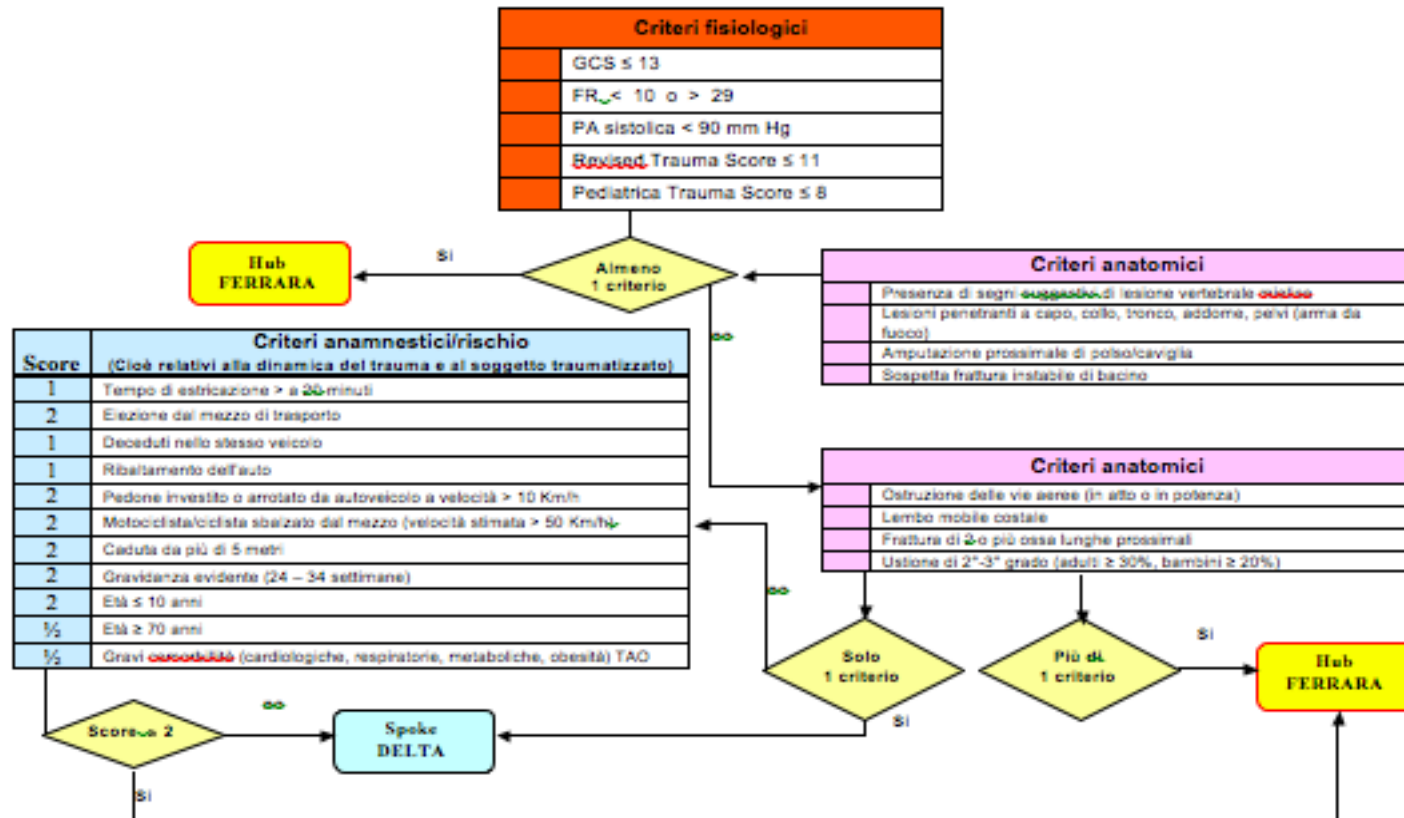 Criteri fisiologici
GCS ≤ 13
FR < 10 o > 29
PA sistolica < 90 mm Hg
Revised Trauma Score ≤ 11
Pediatrica Trauma Score ≤ 8
Si
Hub
FERRARA
Almeno
1 criterio
Criteri anatomici
Presenza di segni suggestivi di lesione vertebrale
Lesioni penetranti a capo, collo, tronco, addome, pelvi (arma da
fuoco)
Amputazione prossimale di polso/caviglia
Sospetta frattura instabile di bacino
Score
Criteri anamnestici/rischio
(Cioè relativi alla dinamica del trauma e al soggetto traumatizzato)
1 Tempo di estricazione > a 20 minuti
2 Eiezione dal mezzo di trasporto
1 Deceduti nello stesso veicolo
1 Ribaltamento dell'auto
2 Pedone investito o arrotato da autoveicolo a velocità > 10 Km/h
2 Motociclista/ciclista sbalzato dal mezzo (velocità stimata > 50 Km/h)
2 Caduta da più di 5 metri
2 Gravidanza evidente (24 – 34 settimane)
2 Età ≤ 10 anni
½ Età ≥ 70 anni
½ Gravi comorbilità (cardiologiche, respiratorie, metaboliche, obesità) TAO
Criteri anatomici
Ostruzione delle vie aeree (in atto o in potenza)
Lembo mobile costale
Frattura di 2 o più ossa lunghe prossimali
Ustione di 2°-3° grado (adulti ≥ 30%, bambini ≥ 20%)
Solo
1 criterio
Più di
1 criterio
Si
Hub
FERRARA
Si
Score 2
Spoke
DELTA
Si